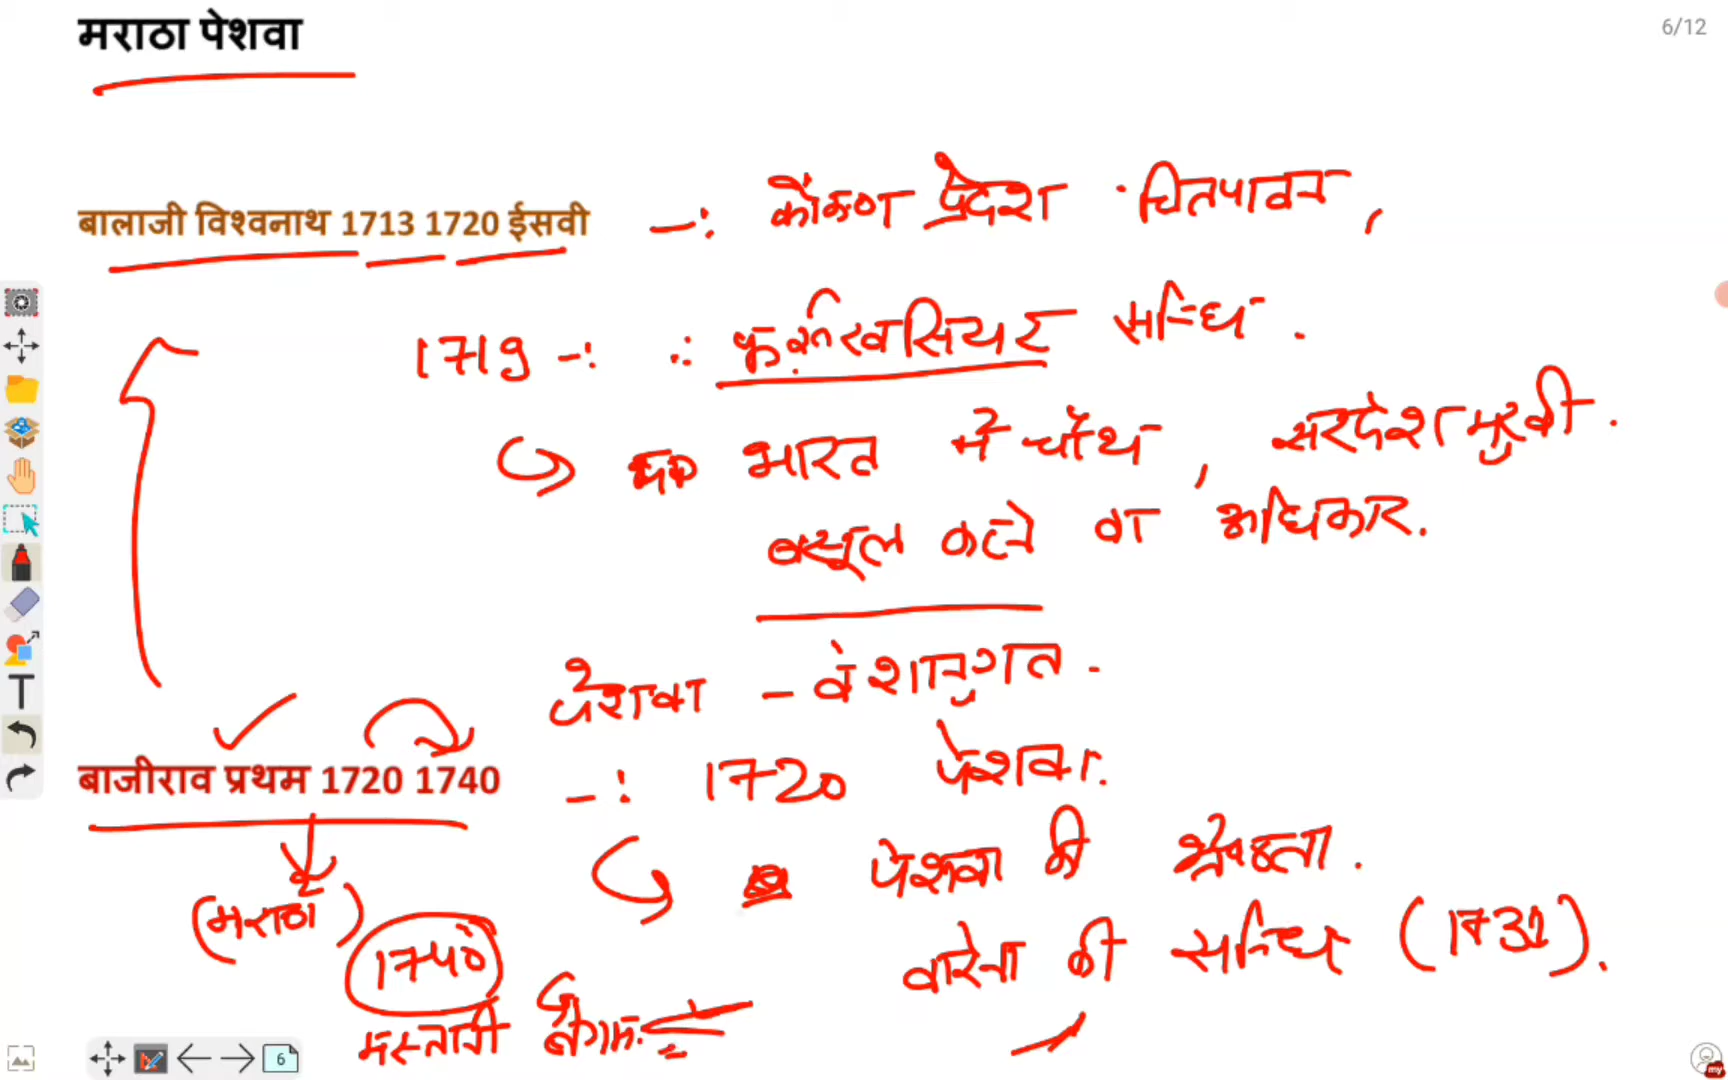 मराठा पेशवा
6/12
बालाजी विश्वनाथ 1713 1720 ईसवी -: कोंकण प्रदेश · चितपावन,
1719 -: ∴ फर्रुखसियर सन्धि .
भारत में चौथ , सरदेशमुखी .
वसूल करने का अधिकार.
पेशवा - वंशानुगत .
बाजीराव प्रथम 1720 1740 -: 1720 पेशवा.
पेशवा की श्रेष्ठता .
(मराठा)
1740
वारना की सन्धि (1731).
मस्तानी
6
T
my